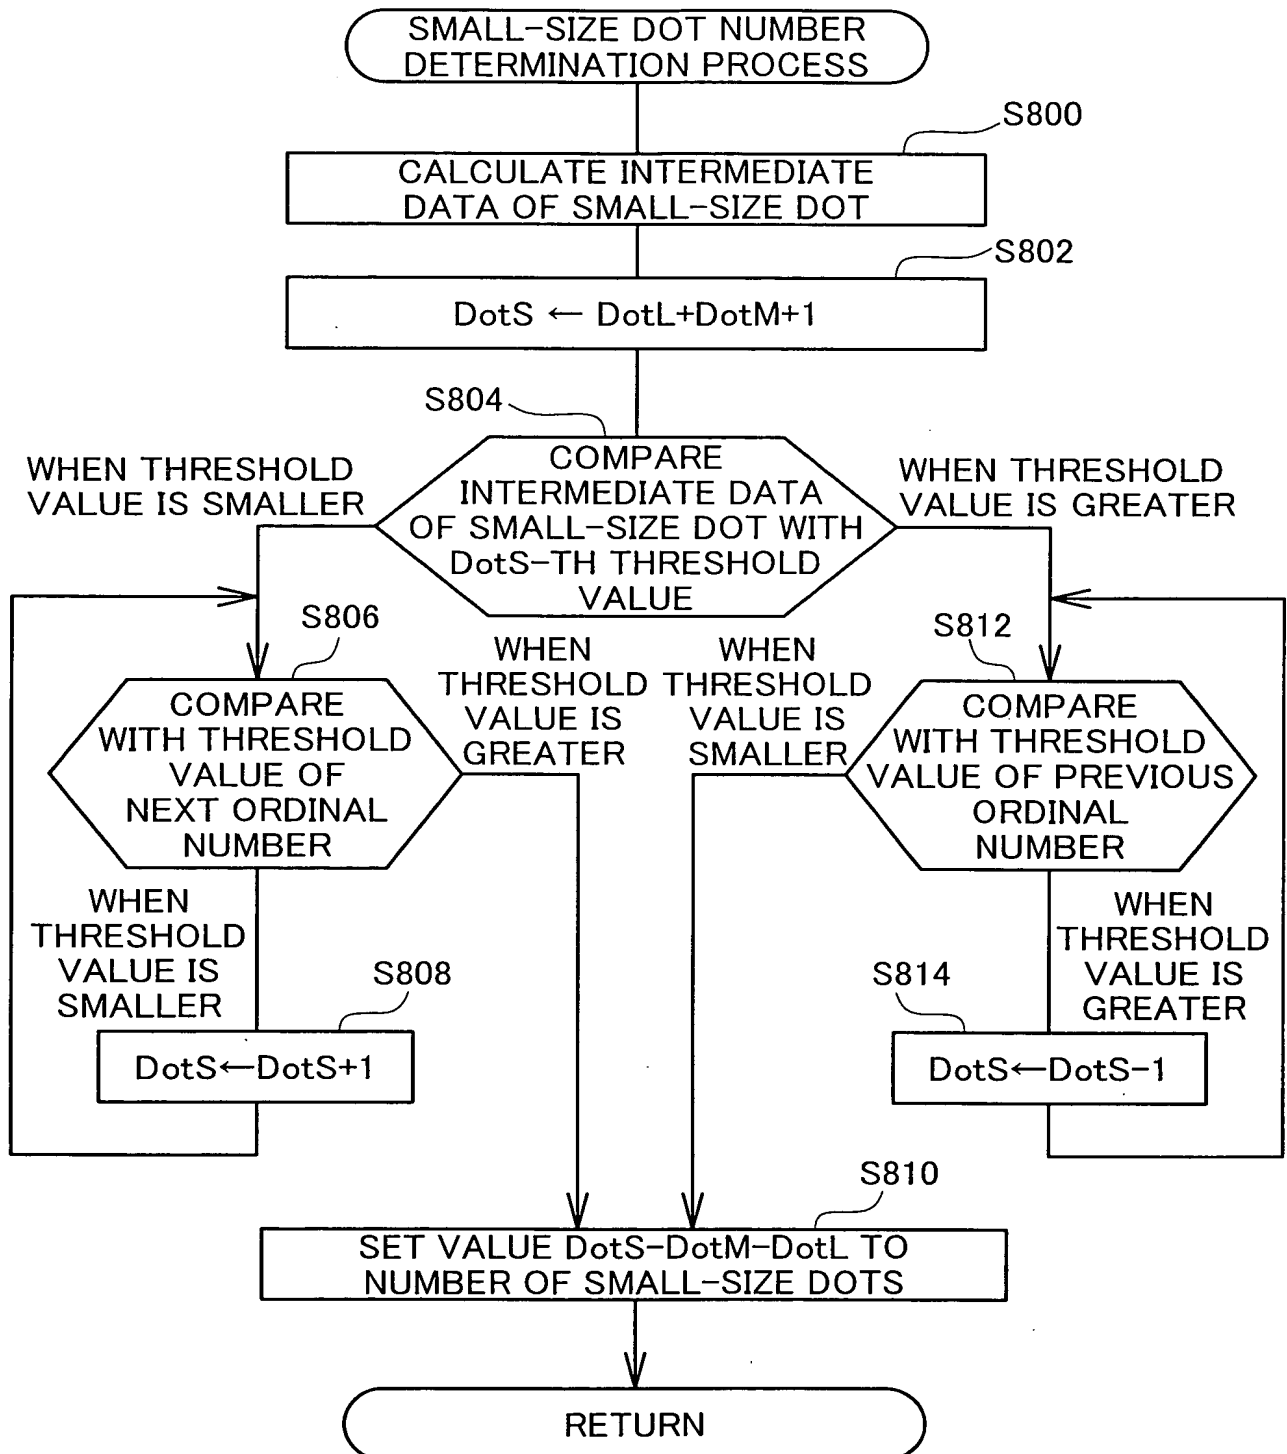 SMALL-SIZE DOT NUMBER
DETERMINATION PROCESS
S800
CALCULATE INTERMEDIATE
DATA OF SMALL-SIZE DOT
S802
DotS ← DotL+DotM+1
S804
COMPARE
INTERMEDIATE DATA
OF SMALL-SIZE DOT WITH
DotS-TH THRESHOLD
VALUE
WHEN THRESHOLD
VALUE IS SMALLER
WHEN THRESHOLD
VALUE IS GREATER
S806
COMPARE
WITH THRESHOLD
VALUE OF
NEXT ORDINAL
NUMBER
WHEN
THRESHOLD
VALUE IS
GREATER
WHEN
THRESHOLD
VALUE IS
SMALLER
S812
COMPARE
WITH THRESHOLD
VALUE OF PREVIOUS
ORDINAL
NUMBER
WHEN
THRESHOLD
VALUE IS
SMALLER
S808
DotS←DotS+1
WHEN
THRESHOLD
VALUE IS
GREATER
S814
DotS←DotS-1
S810
SET VALUE DotS-DotM-DotL TO
NUMBER OF SMALL-SIZE DOTS
RETURN